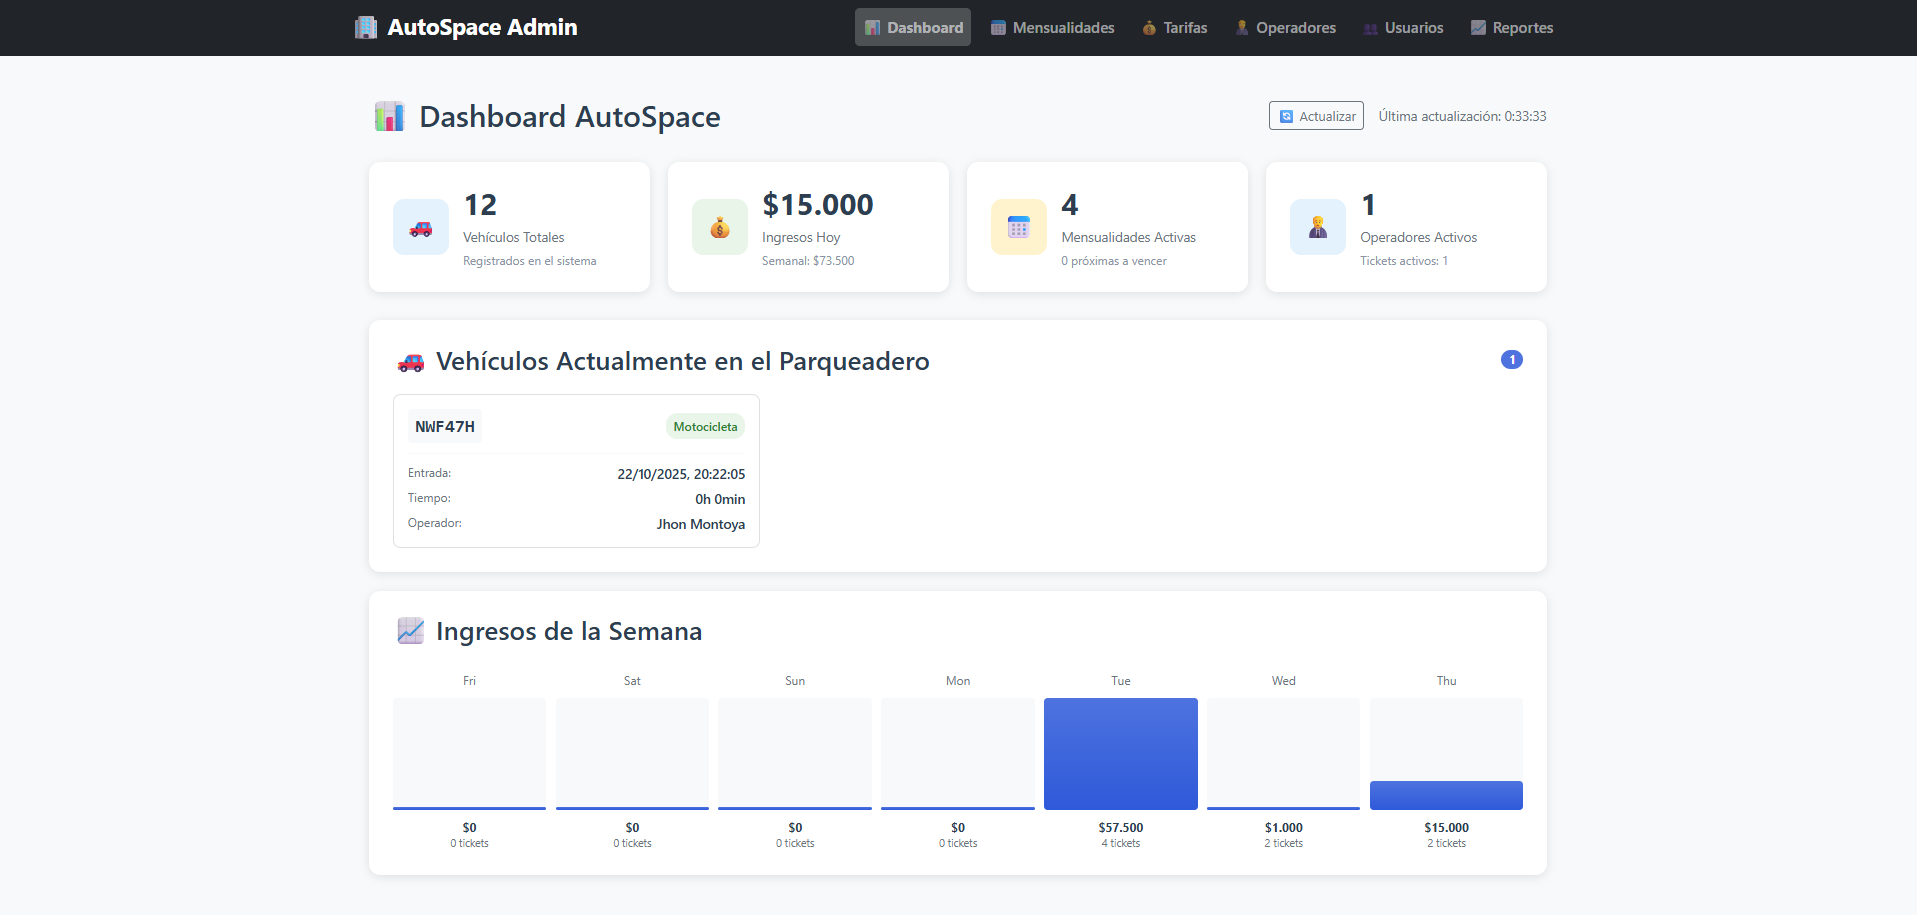 AutoSpace Admin
Dashboard Mensualidades Tarifas Operadores Usuarios Reportes
Dashboard AutoSpace
Actualizar Última actualización: 0:33:33
12
Vehículos Totales
Registrados en el sistema
$15.000
Ingresos Hoy
Semanal: $73.500
4
Mensualidades Activas
0 próximas a vencer
1
Operadores Activos
Tickets activos: 1
Vehículos Actualmente en el Parqueadero
1
NWF47H Motocicleta
Entrada: 22/10/2025, 20:22:05
Tiempo: 0h 0min
Operador: Jhon Montoya
Ingresos de la Semana
Fri Sat Sun Mon Tue Wed Thu
$0 $0 $0 $0 $57.500 $1.000 $15.000
0 tickets 0 tickets 0 tickets 0 tickets 4 tickets 2 tickets 2 tickets